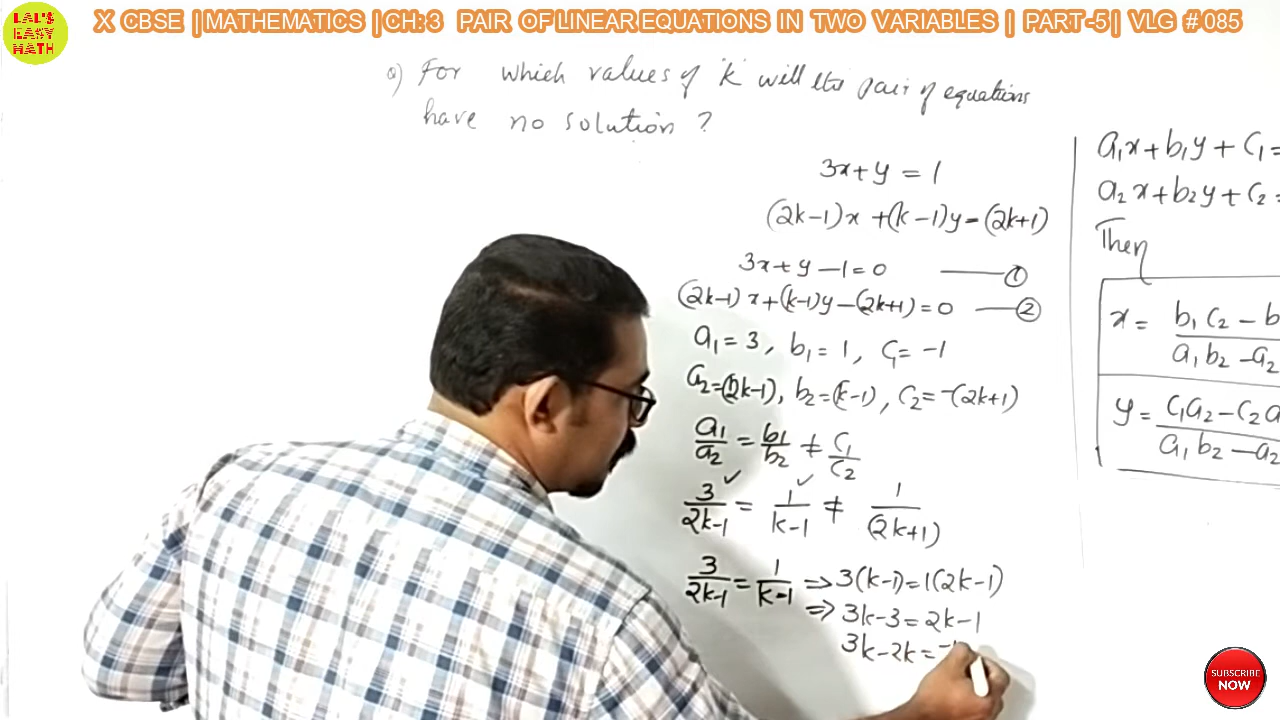 LAL'S
EASY
MATH
X CBSE | MATHEMATICS | CH: 3 PAIR OF LINEAR EQUATIONS IN TWO VARIABLES | PART -5 | VLG # 085
Q) For which values of 'k' will the pair of equations
have no solution ?
3x+y = 1
(2k-1)x +(k-1)y=(2k+1)
3x+y-1=0 ——— ①
(2k-1)x+(k-1)y-(2k+1)=0 — ②
a₁=3, b₁=1, c₁=-1
a₂=(2k-1), b₂=(k-1), c₂=-(2k+1)
a₁/a₂ = b₁/b₂ ≠ c₁/c₂
3/2k-1 ✓ = 1/k-1 ✓ ≠ 1/(2k+1)
3/2k-1 = 1/k-1 => 3(k-1)=1(2k-1)
=> 3k-3=2k-1
3k-2k=-1
a₁x+b₁y+c₁=
a₂x+b₂y+c₂=
Then
x= b₁c₂-b/a₁b₂-a₂
y= c₁a₂-c₂a/a₁b₂-a₂
SUBSCRIBE
NOW